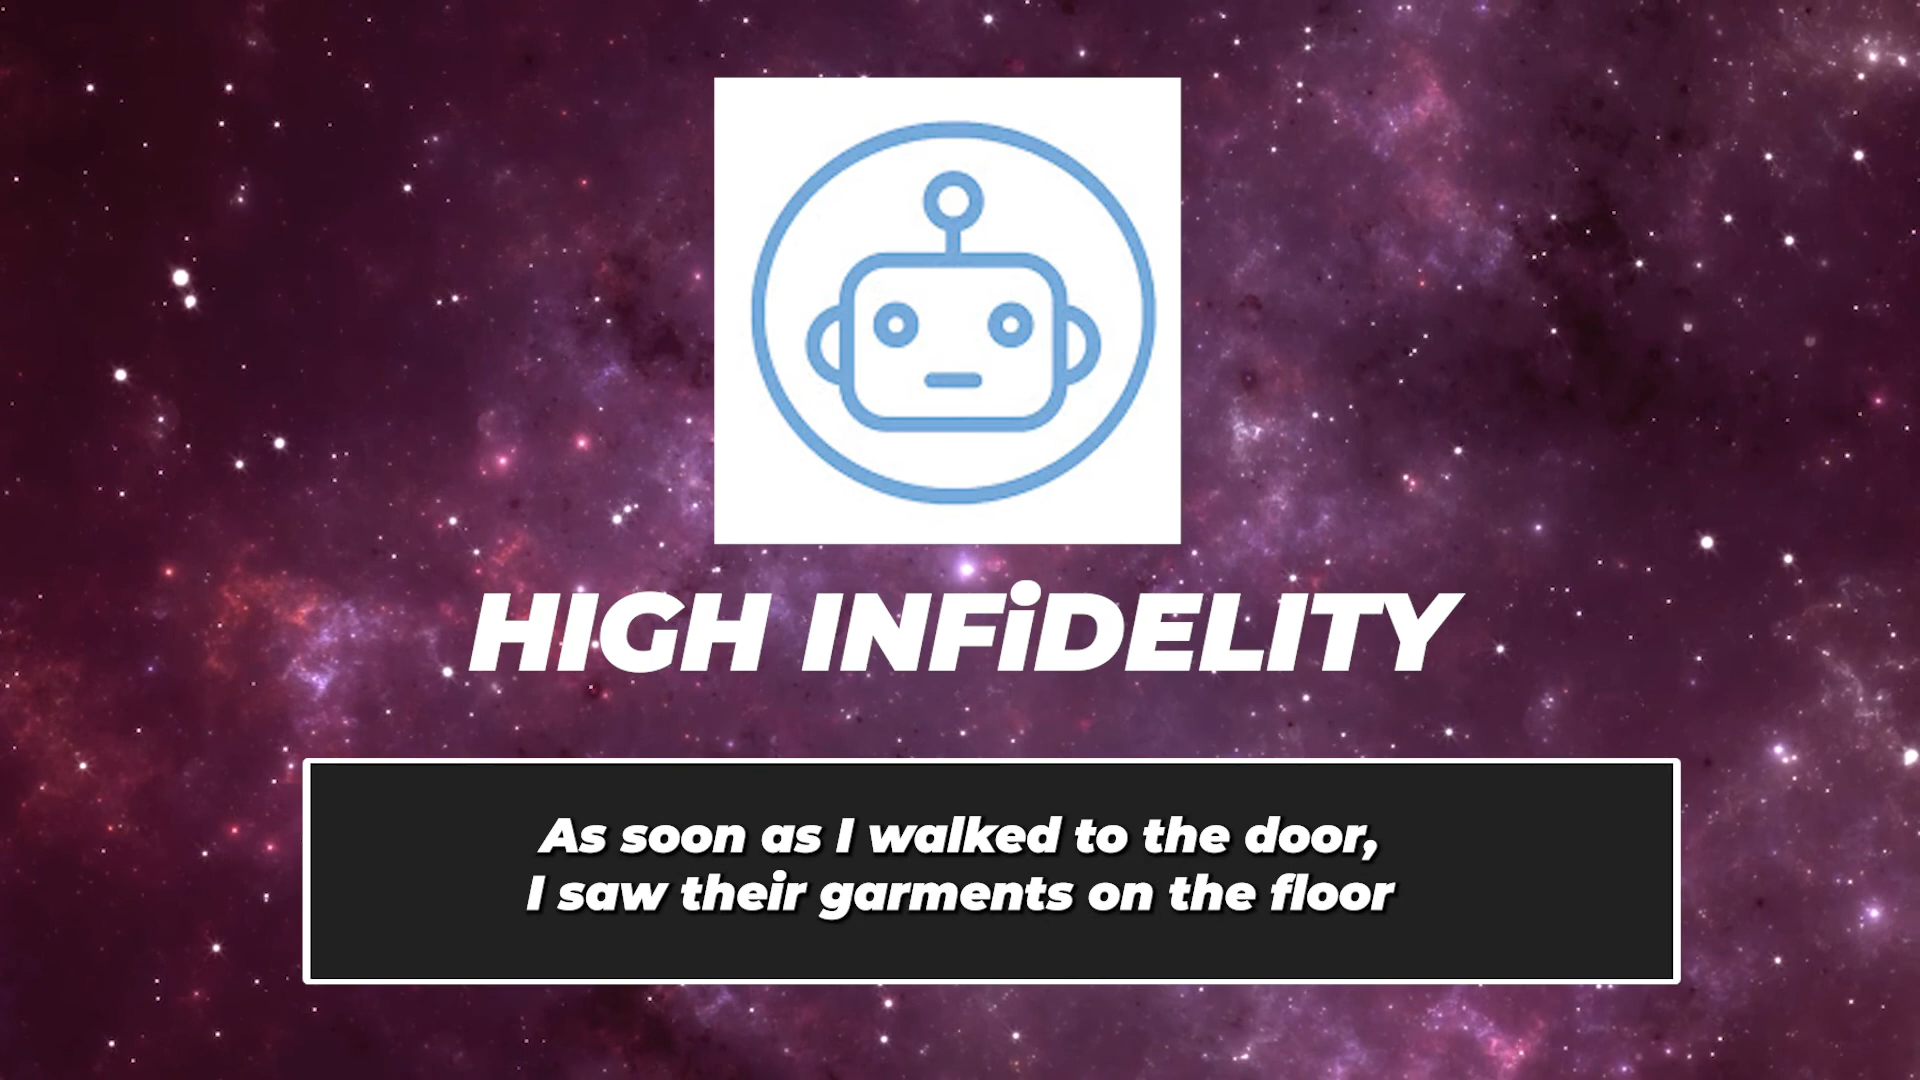 HIGH INFiDELITY
As soon as I walked to the door,
I saw their garments on the floor